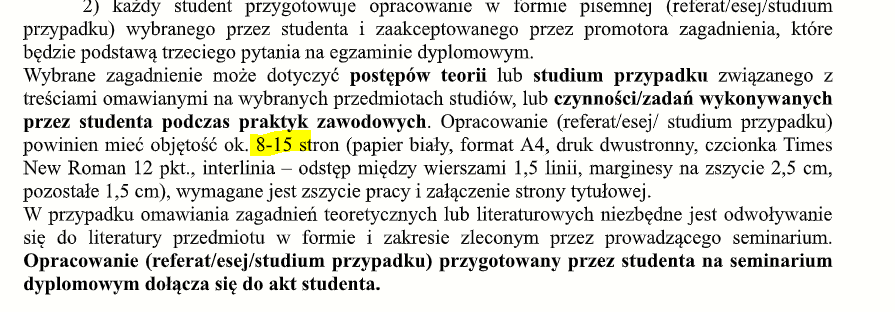 2) każdy student przygotowuje opracowanie w formie pisemnej (referat/esej/studium
przypadku) wybranego przez studenta i zaakceptowanego przez promotora zagadnienia, które
będzie podstawą trzeciego pytania na egzaminie dyplomowym.
Wybrane zagadnienie może dotyczyć postępów teorii lub studium przypadku związanego z
treściami omawianymi na wybranych przedmiotach studiów, lub czynności/zadań wykonywanych
przez studenta podczas praktyk zawodowych. Opracowanie (referat/esej/ studium przypadku)
powinien mieć objętość ok. 8-15 stron (papier biały, format A4, druk dwustronny, czcionka Times
New Roman 12 pkt., interlinia – odstęp między wierszami 1,5 linii, marginesy na zszycie 2,5 cm,
pozostałe 1,5 cm), wymagane jest zszycie pracy i załączenie strony tytułowej.
W przypadku omawiania zagadnień teoretycznych lub literaturowych niezbędne jest odwoływanie
się do literatury przedmiotu w formie i zakresie zleconym przez prowadzącego seminarium.
Opracowanie (referat/esej/studium przypadku) przygotowany przez studenta na seminarium
dyplomowym dołącza się do akt studenta.